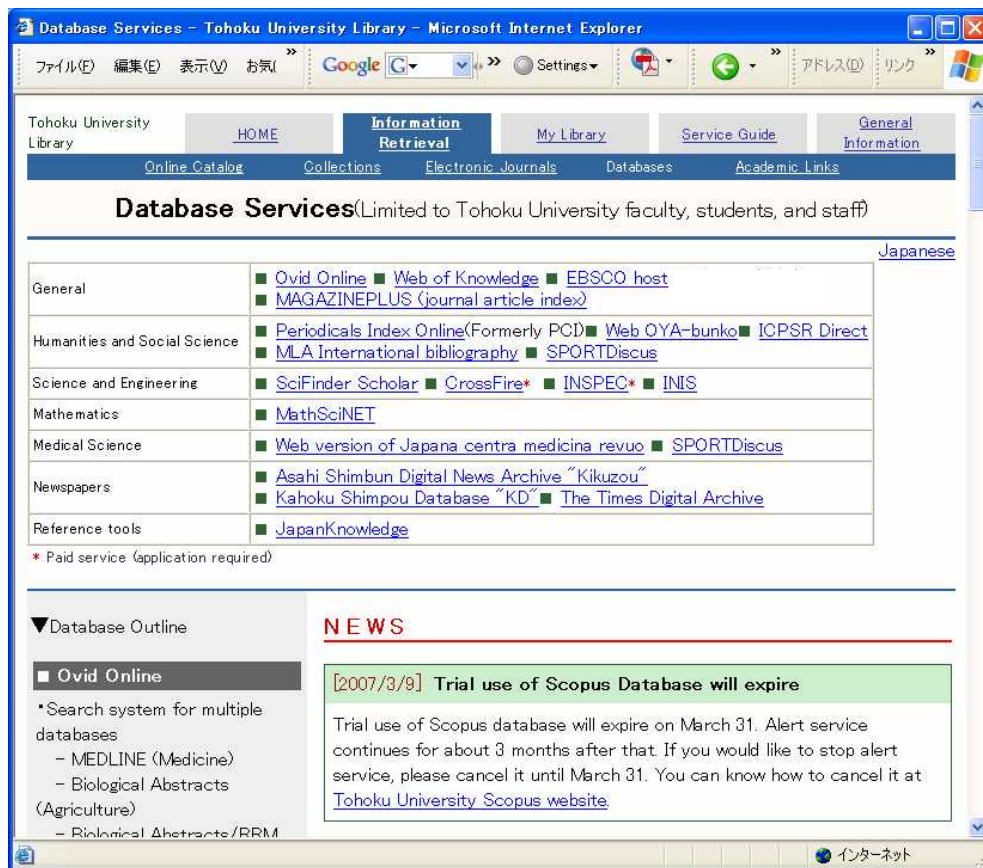 Database Services - Tohoku University Library - Microsoft Internet Explorer
ファイル(F) 編集(E) 表示(V) お気( » Google G » Settings » アドレス(D) リンク »
Tohoku University Library HOME Information Retrieval My Library Service Guide General Information
Online Catalog Collections Electronic Journals Databases Academic Links
Database Services(Limited to Tohoku University faculty, students, and staff)
Japanese
General ■ Ovid Online ■ Web of Knowledge ■ EBSCO host
■ MAGAZINEPLUS (journal article index)
Humanities and Social Science ■ Periodicals Index Online(Formerly PCI)■ Web OYA-bunko■ ICPSR Direct
■ MLA International bibliography ■ SPORTDiscus
Science and Engineering ■ SciFinder Scholar ■ CrossFire* ■ INSPEC* ■ INIS
Mathematics ■ MathSciNET
Medical Science ■ Web version of Japana centra medicina revuo ■ SPORTDiscus
Newspapers ■ Asahi Shimbun Digital News Archive "Kikuzou"
■ Kahoku Shimpou Database "KD"■ The Times Digital Archive
Reference tools ■ JapanKnowledge
* Paid service (application required)
▼Database Outline
■ Ovid Online
・Search system for multiple
databases
- MEDLINE (Medicine)
- Biological Abstracts
(Agriculture)
- Biological Abstracts/RRM
NEWS
[2007/3/9] Trial use of Scopus Database will expire
Trial use of Scopus database will expire on March 31. Alert service
continues for about 3 months after that. If you would like to stop alert
service, please cancel it until March 31. You can know how to cancel it at
Tohoku University Scopus website.
インターネット